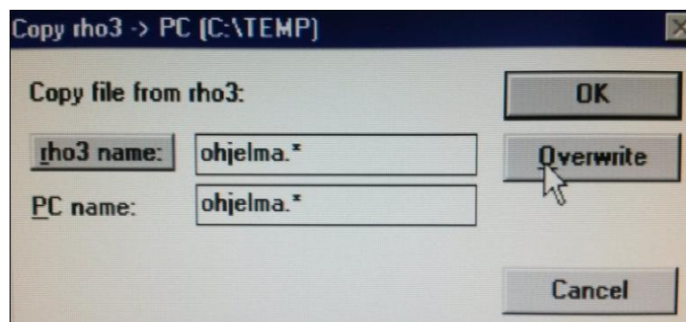 Copy rho3 -> PC (C:\TEMP)
Copy file from rho3:
OK
rho3 name:
ohjelma.*
Overwrite
PC name:
ohjelma.*
Cancel